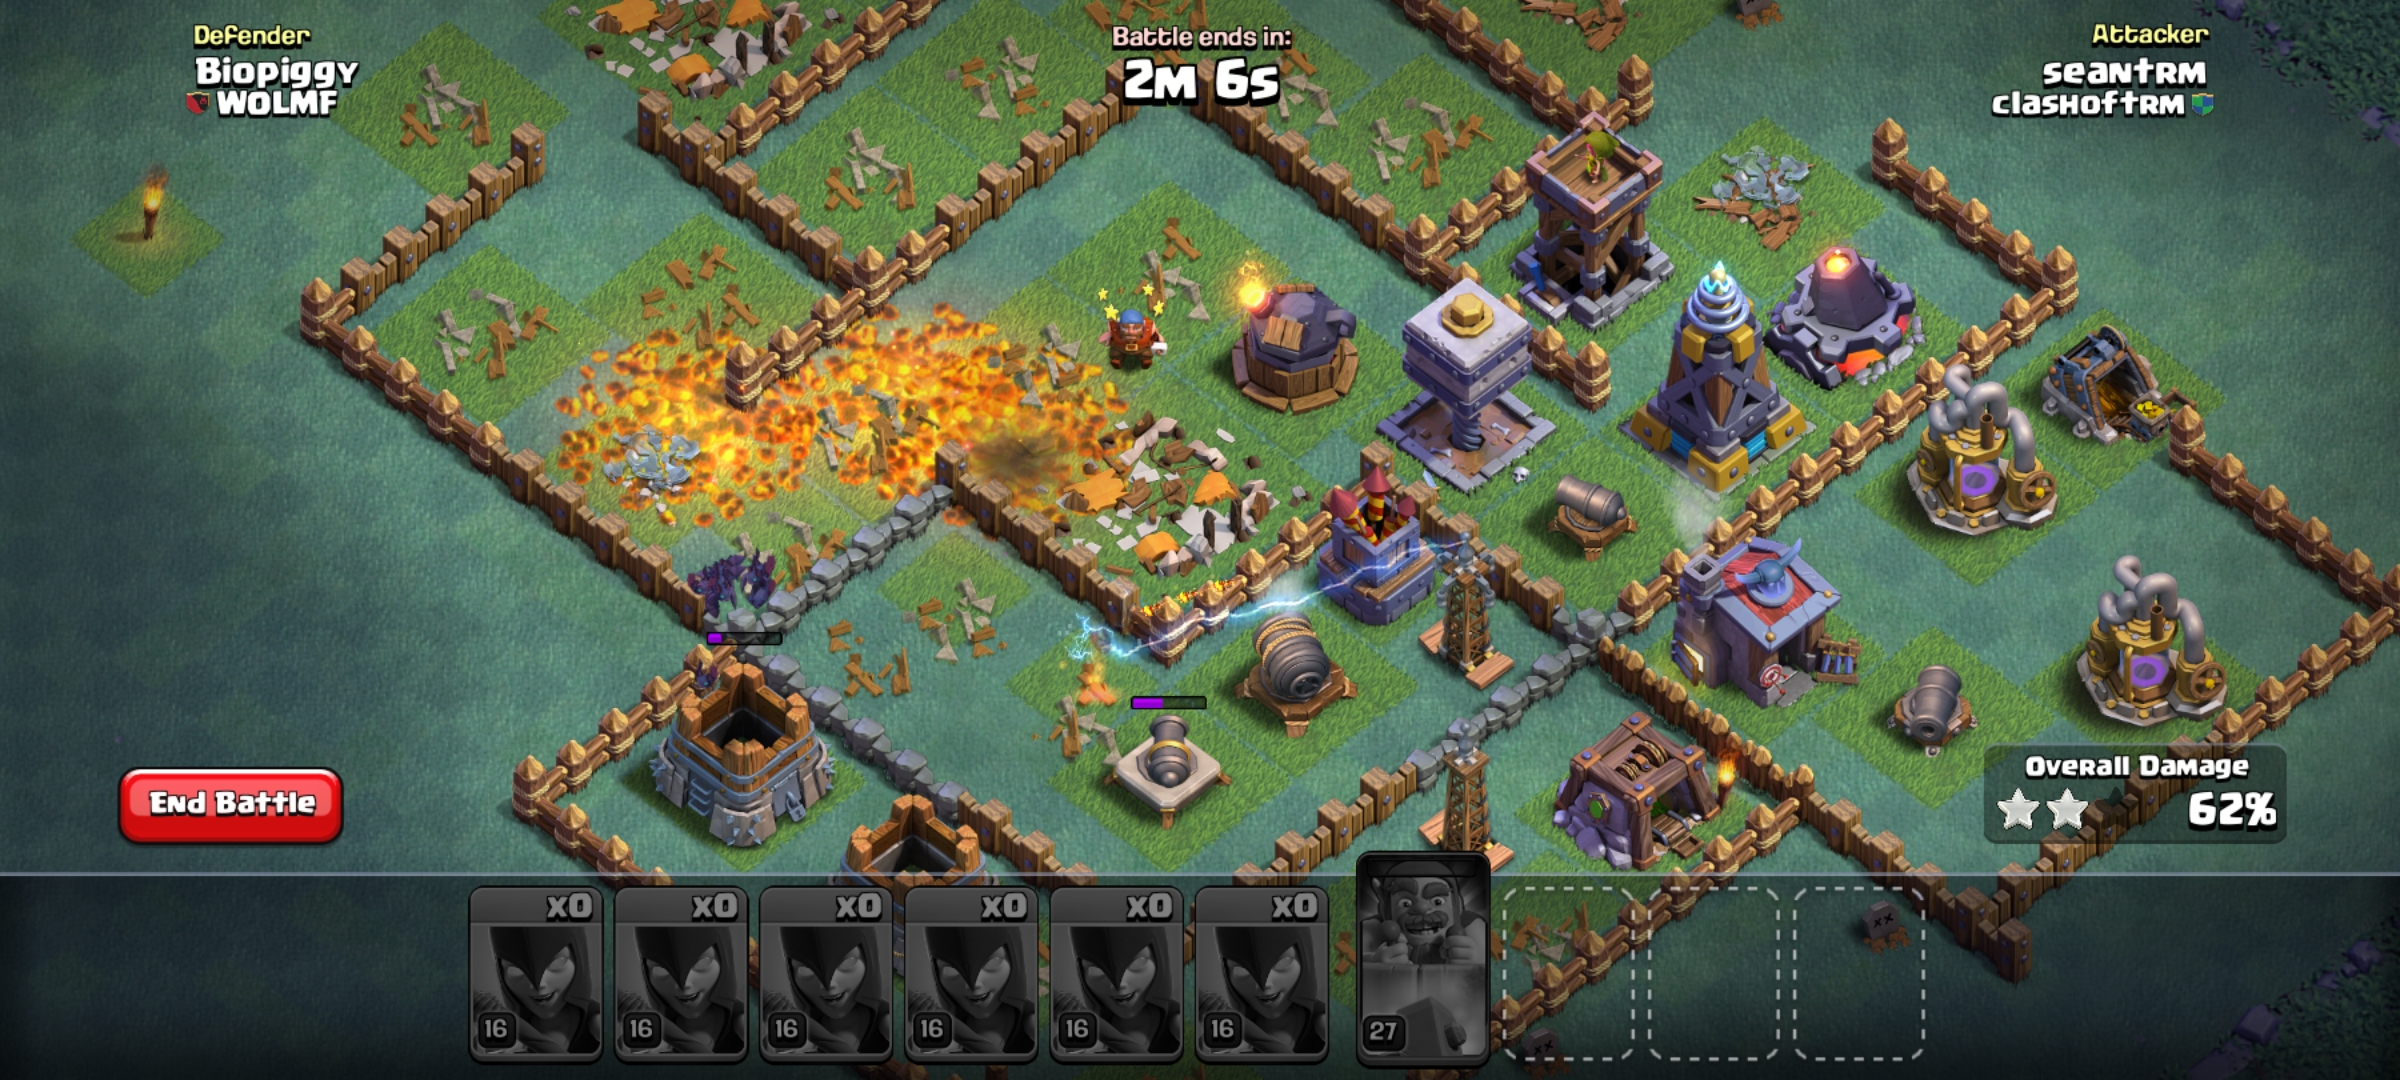 Defender
Biopiggy
WOLMF
Battle ends in:
2M 6s
Attacker
seantRM
clashoftRM
End Battle
Overall Damage
62%
x0
x0
x0
x0
x0
x0
16
16
16
16
16
16
27